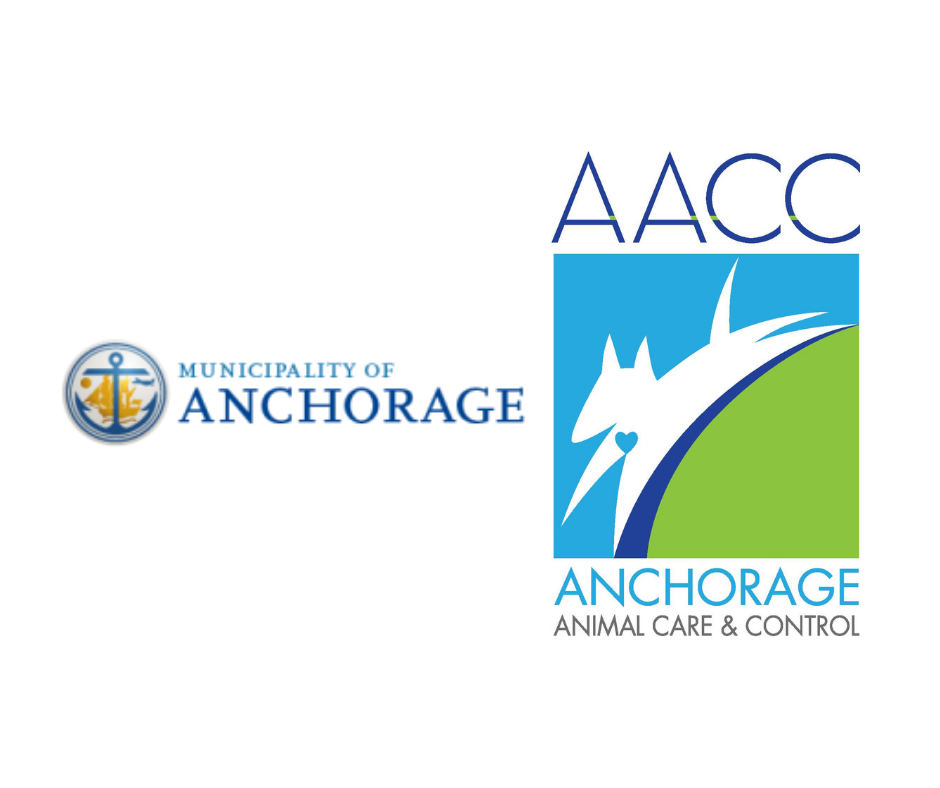 MUNICIPALITY OF
ANCHORAGE
AACC
ANCHORAGE
ANIMAL CARE & CONTROL